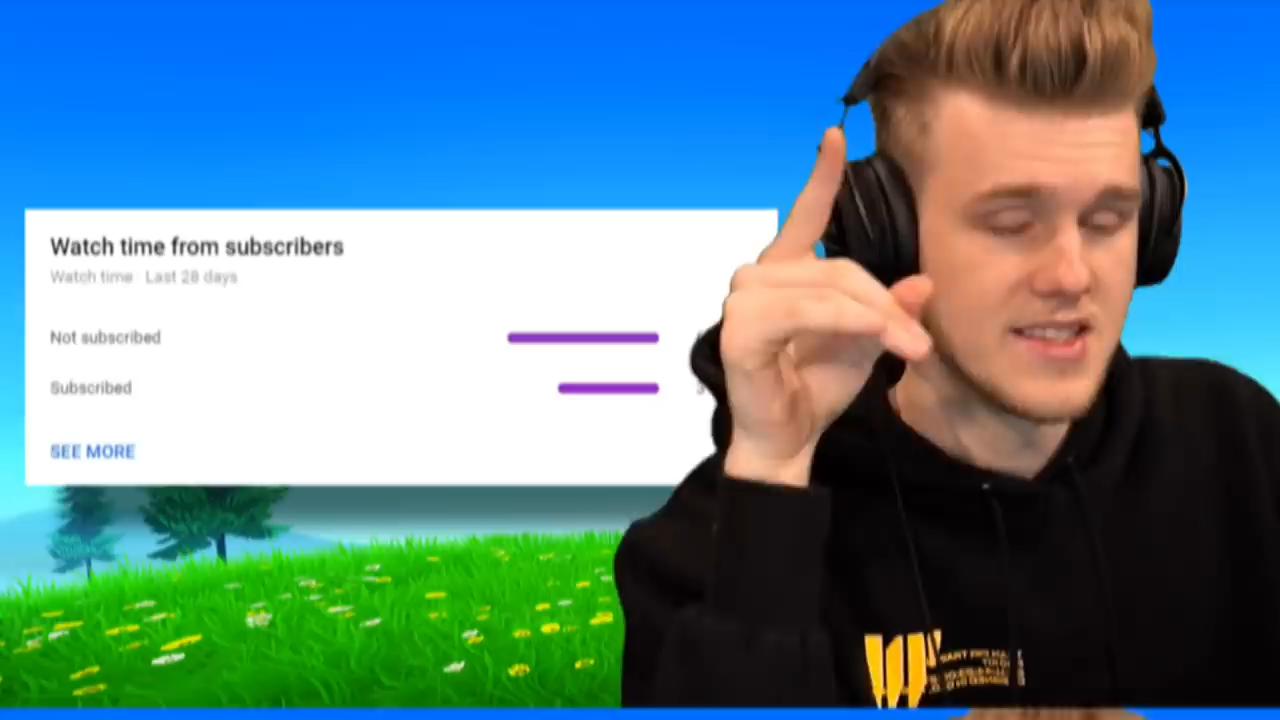 Watch time from subscribers
Watch time Last 28 days
Not subscribed
Subscribed
SEE MORE